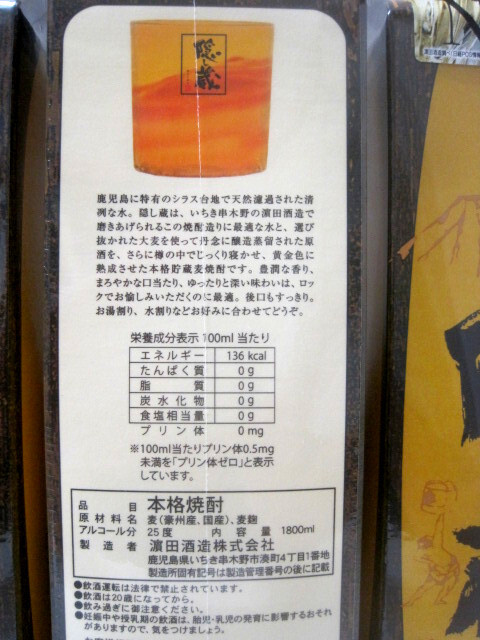 隠し蔵
鹿児島に特有のシラス台地で天然濾過された清
冽な水。隠し蔵は、いちき串木野の濵田酒造で
磨きあげられるこの焼酎造りに最適な水と、選び
抜かれた大麦を使って丹念に醸造蒸留された原
酒を、さらに樽の中でじっくり寝かせ、黄金色に
熟成させた本格貯蔵麦焼酎です。豊潤な香り、
まろやかな口当たり、ゆったりと深い味わいは、ロッ
クでお愉しみいただくのに最適。後口もすっきり。
お湯割り、水割りなどお好みに合わせてどうぞ。
栄養成分表示 100ml 当たり
エネルギー 136 kcal
たんぱく質 0 g
脂質 0 g
炭水化物 0 g
食塩相当量 0 g
プリン体 0 mg
※100ml当たりプリン体0.5mg
未満を「プリン体ゼロ」と表示
しています。
品目 本格焼酎
原材料名 麦(豪州産、国産)、麦麹
アルコール分 25度 内容量 1800ml
製造者 濵田酒造株式会社
鹿児島県いちき串木野市湊町4丁目1番地
製造所固有記号は製造管理番号の後に記載
●飲酒運転は法律で禁止されています。
●飲酒は20歳になってから。
●飲み過ぎに御注意ください。
●妊娠中や授乳期の飲酒は、胎児・乳児の発育に影響するおそれ
がありますので、気をつけましょう。